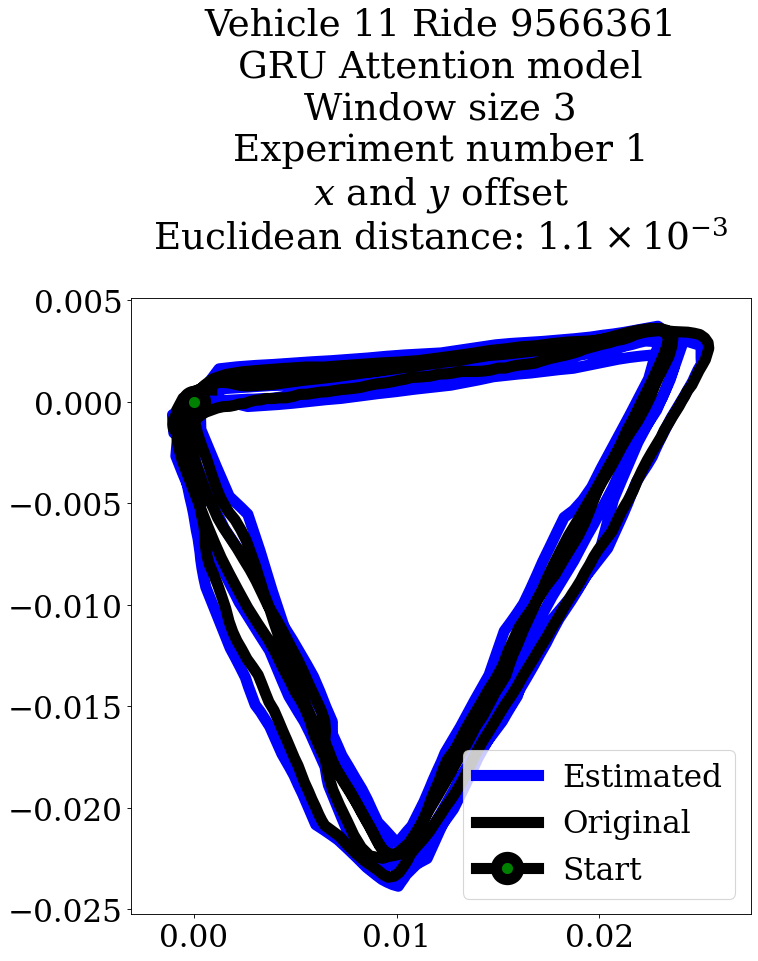 Vehicle 11 Ride 9566361
GRU Attention model
Window size 3
Experiment number 1
x and y offset
Euclidean distance: 1.1 × 10⁻³
0.005
0.000
−0.005
−0.010
−0.015
−0.020
−0.025
Estimated
Original
Start
0.00 0.01 0.02